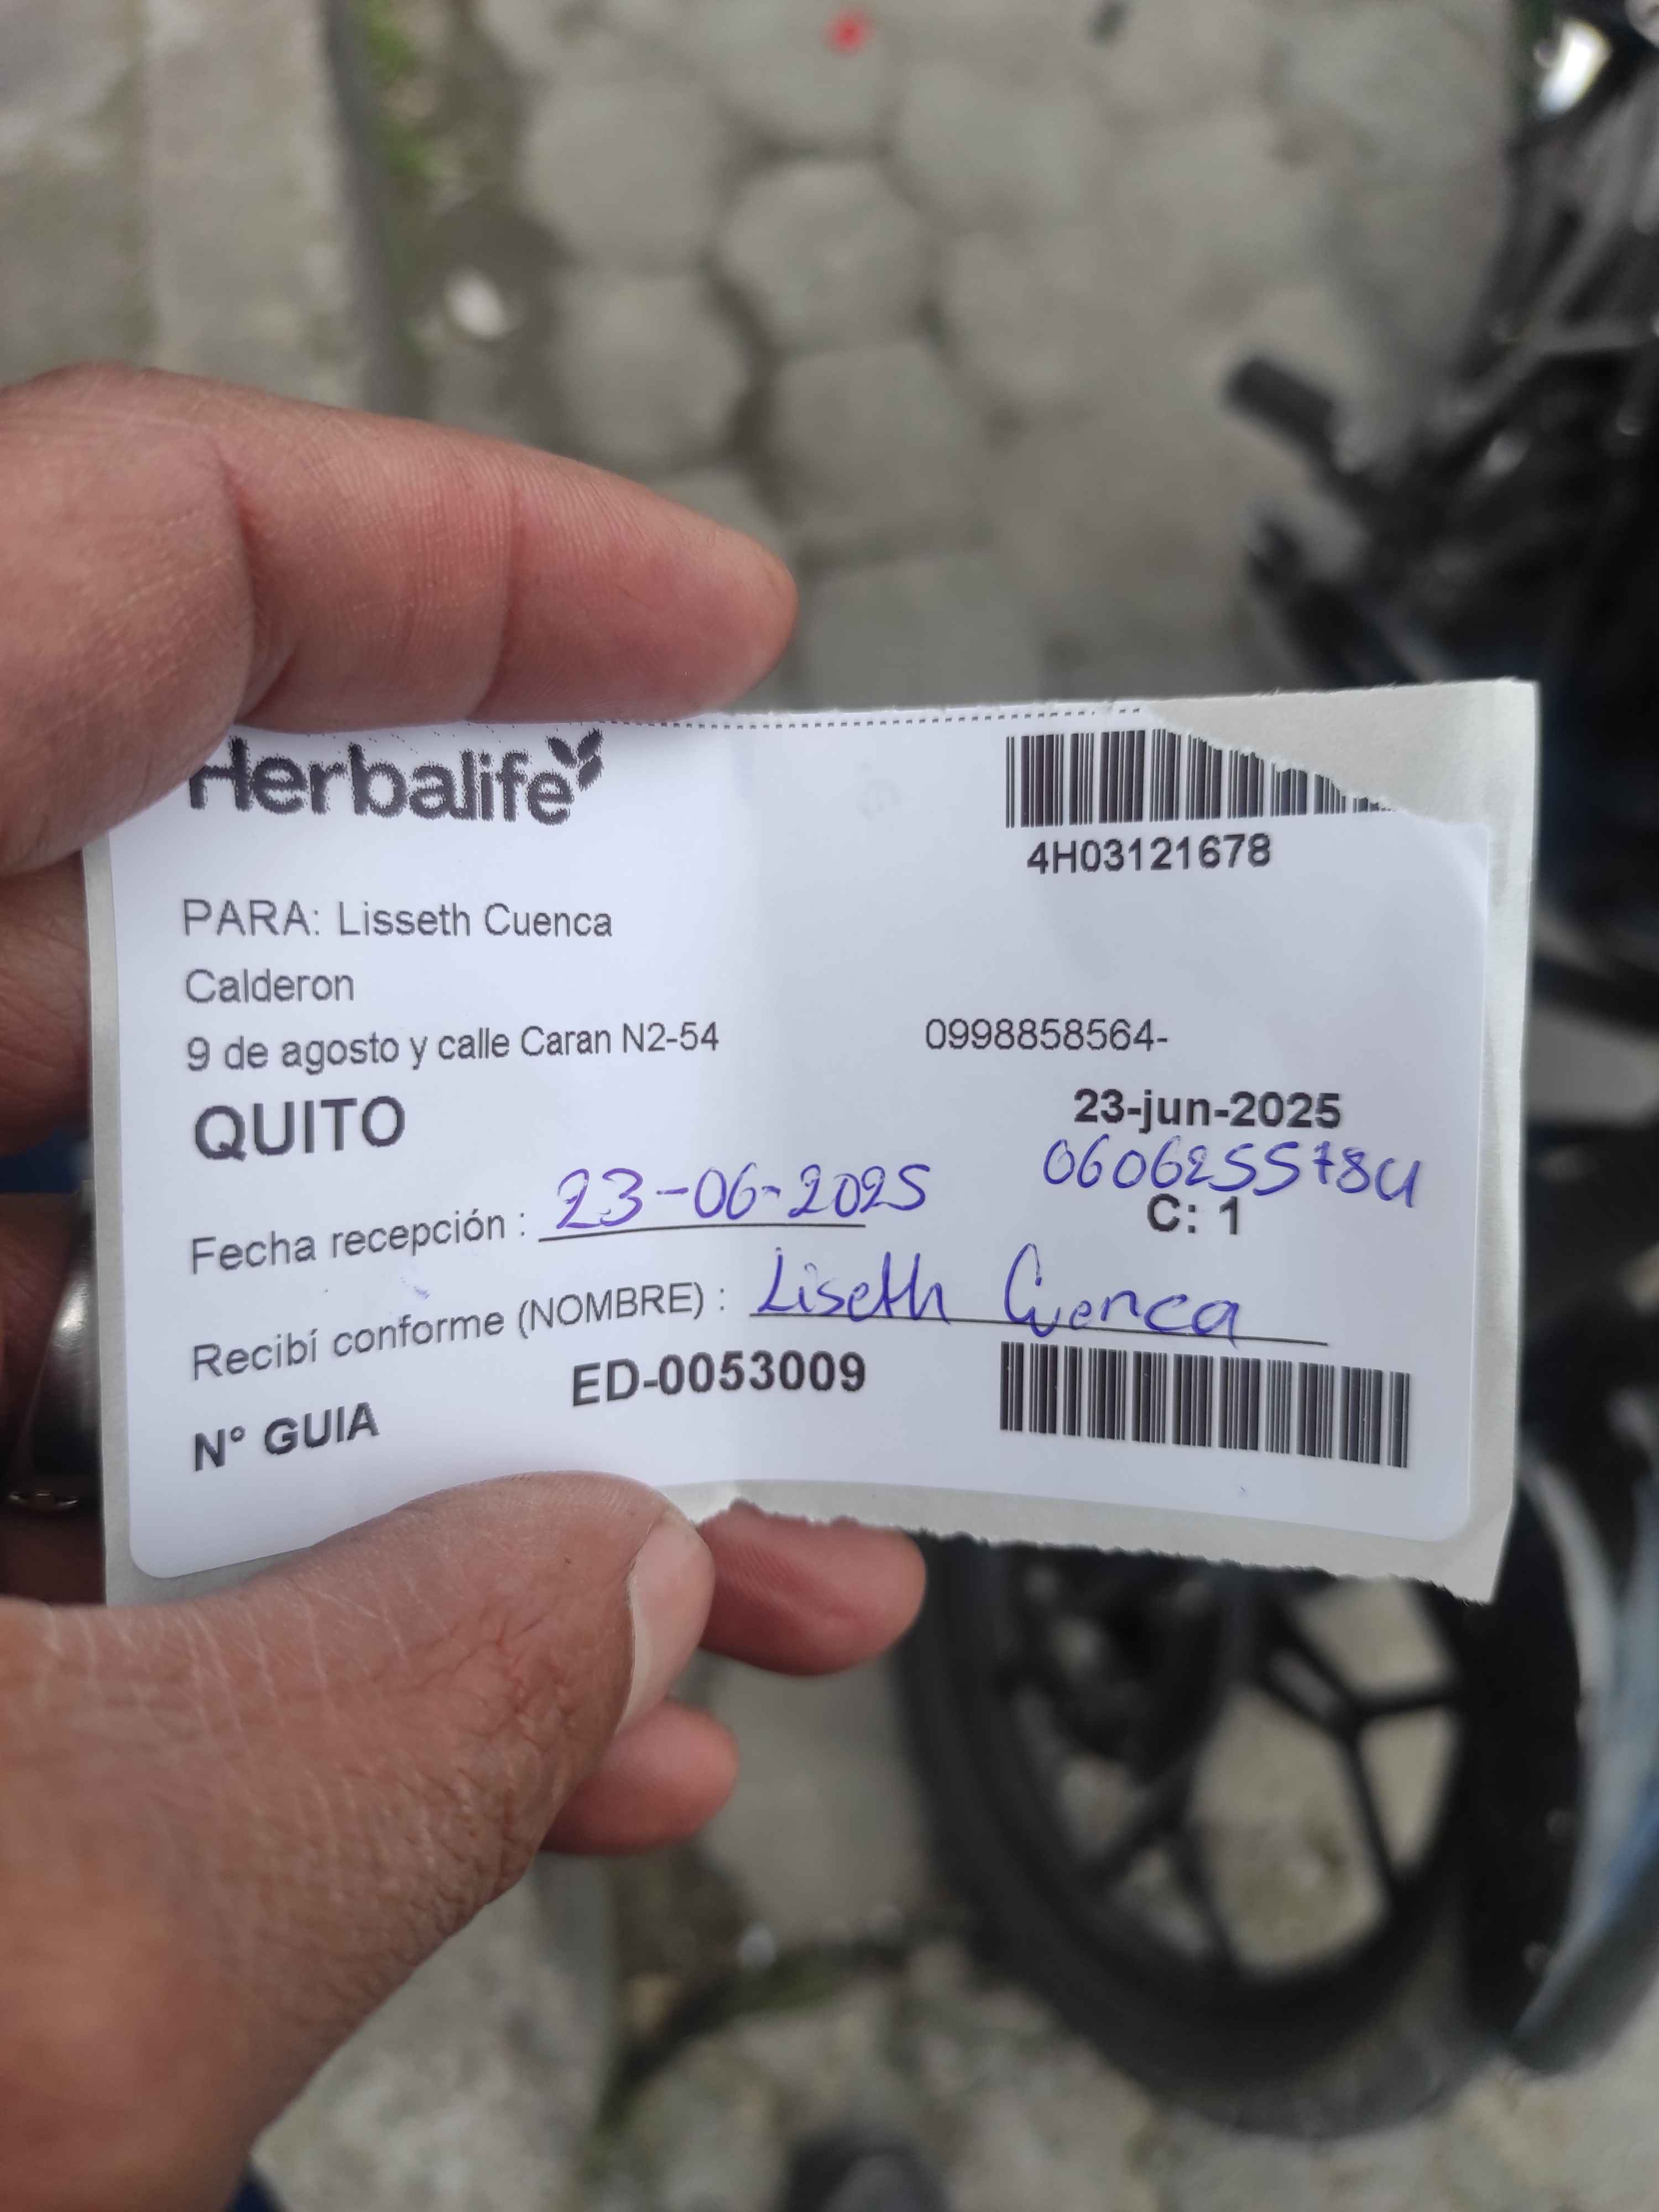 Herbalife
4H03121678
PARA: Lisseth Cuenca
Calderon
9 de agosto y calle Caran N2-54
0998858564-
QUITO
23-jun-2025
0606255784
C: 1
Fecha recepción : 23-06-2025
Recibí conforme (NOMBRE) : Liseth Cuenca
N° GUIA
ED-0053009